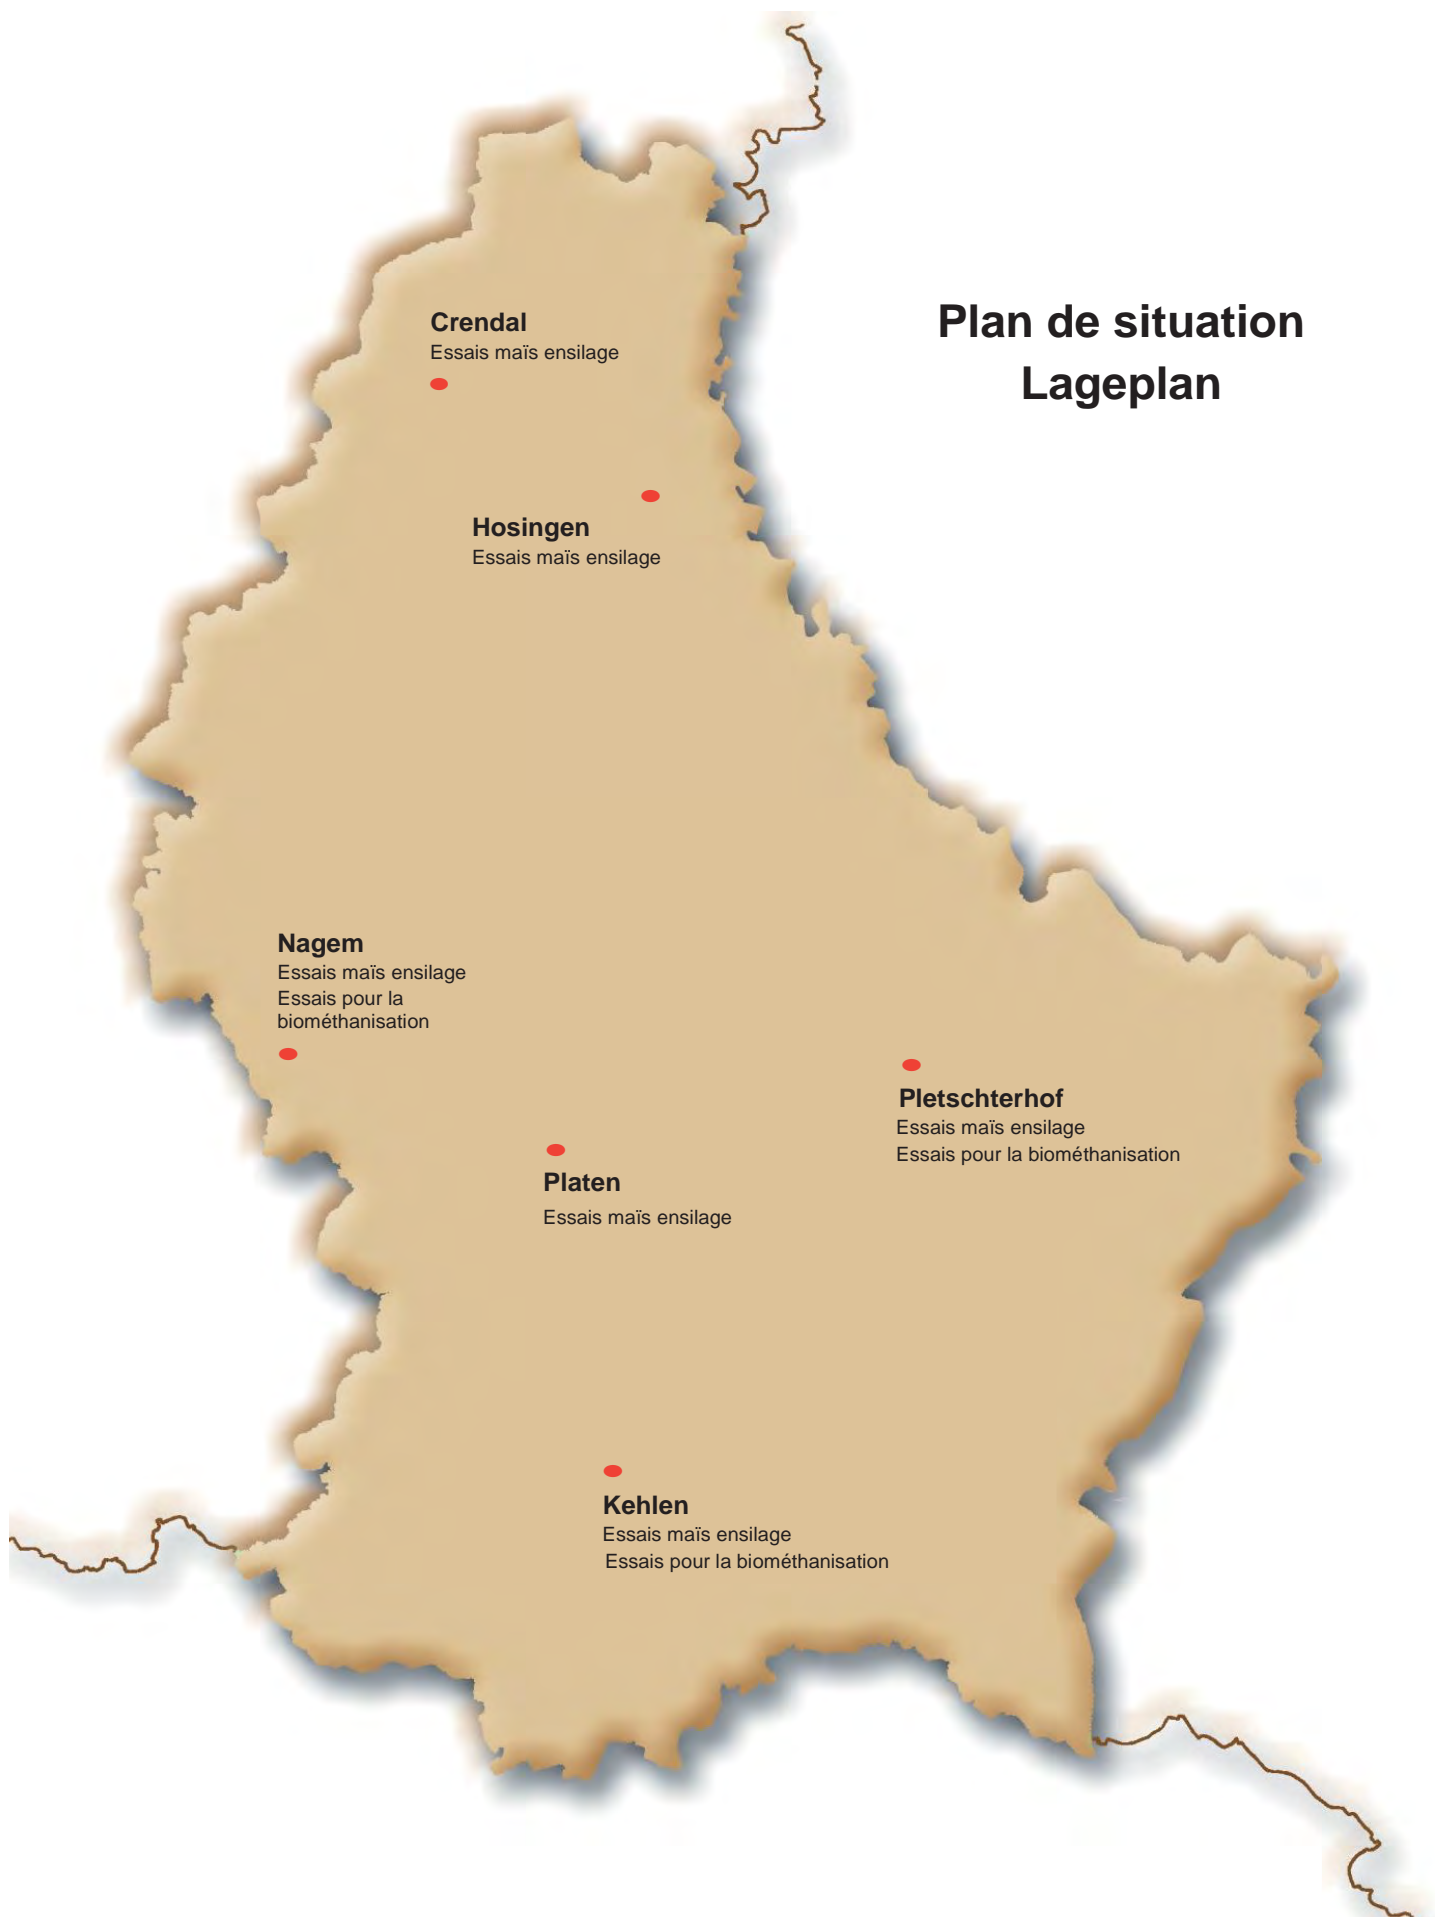 Plan de situation
Lageplan
Crendal
Essais maïs ensilage
Hosingen
Essais maïs ensilage
Nagem
Essais maïs ensilage
Essais pour la
biométhanisation
Pletschterhof
Essais maïs ensilage
Essais pour la biométhanisation
Platen
Essais maïs ensilage
Kehlen
Essais maïs ensilage
Essais pour la biométhanisation